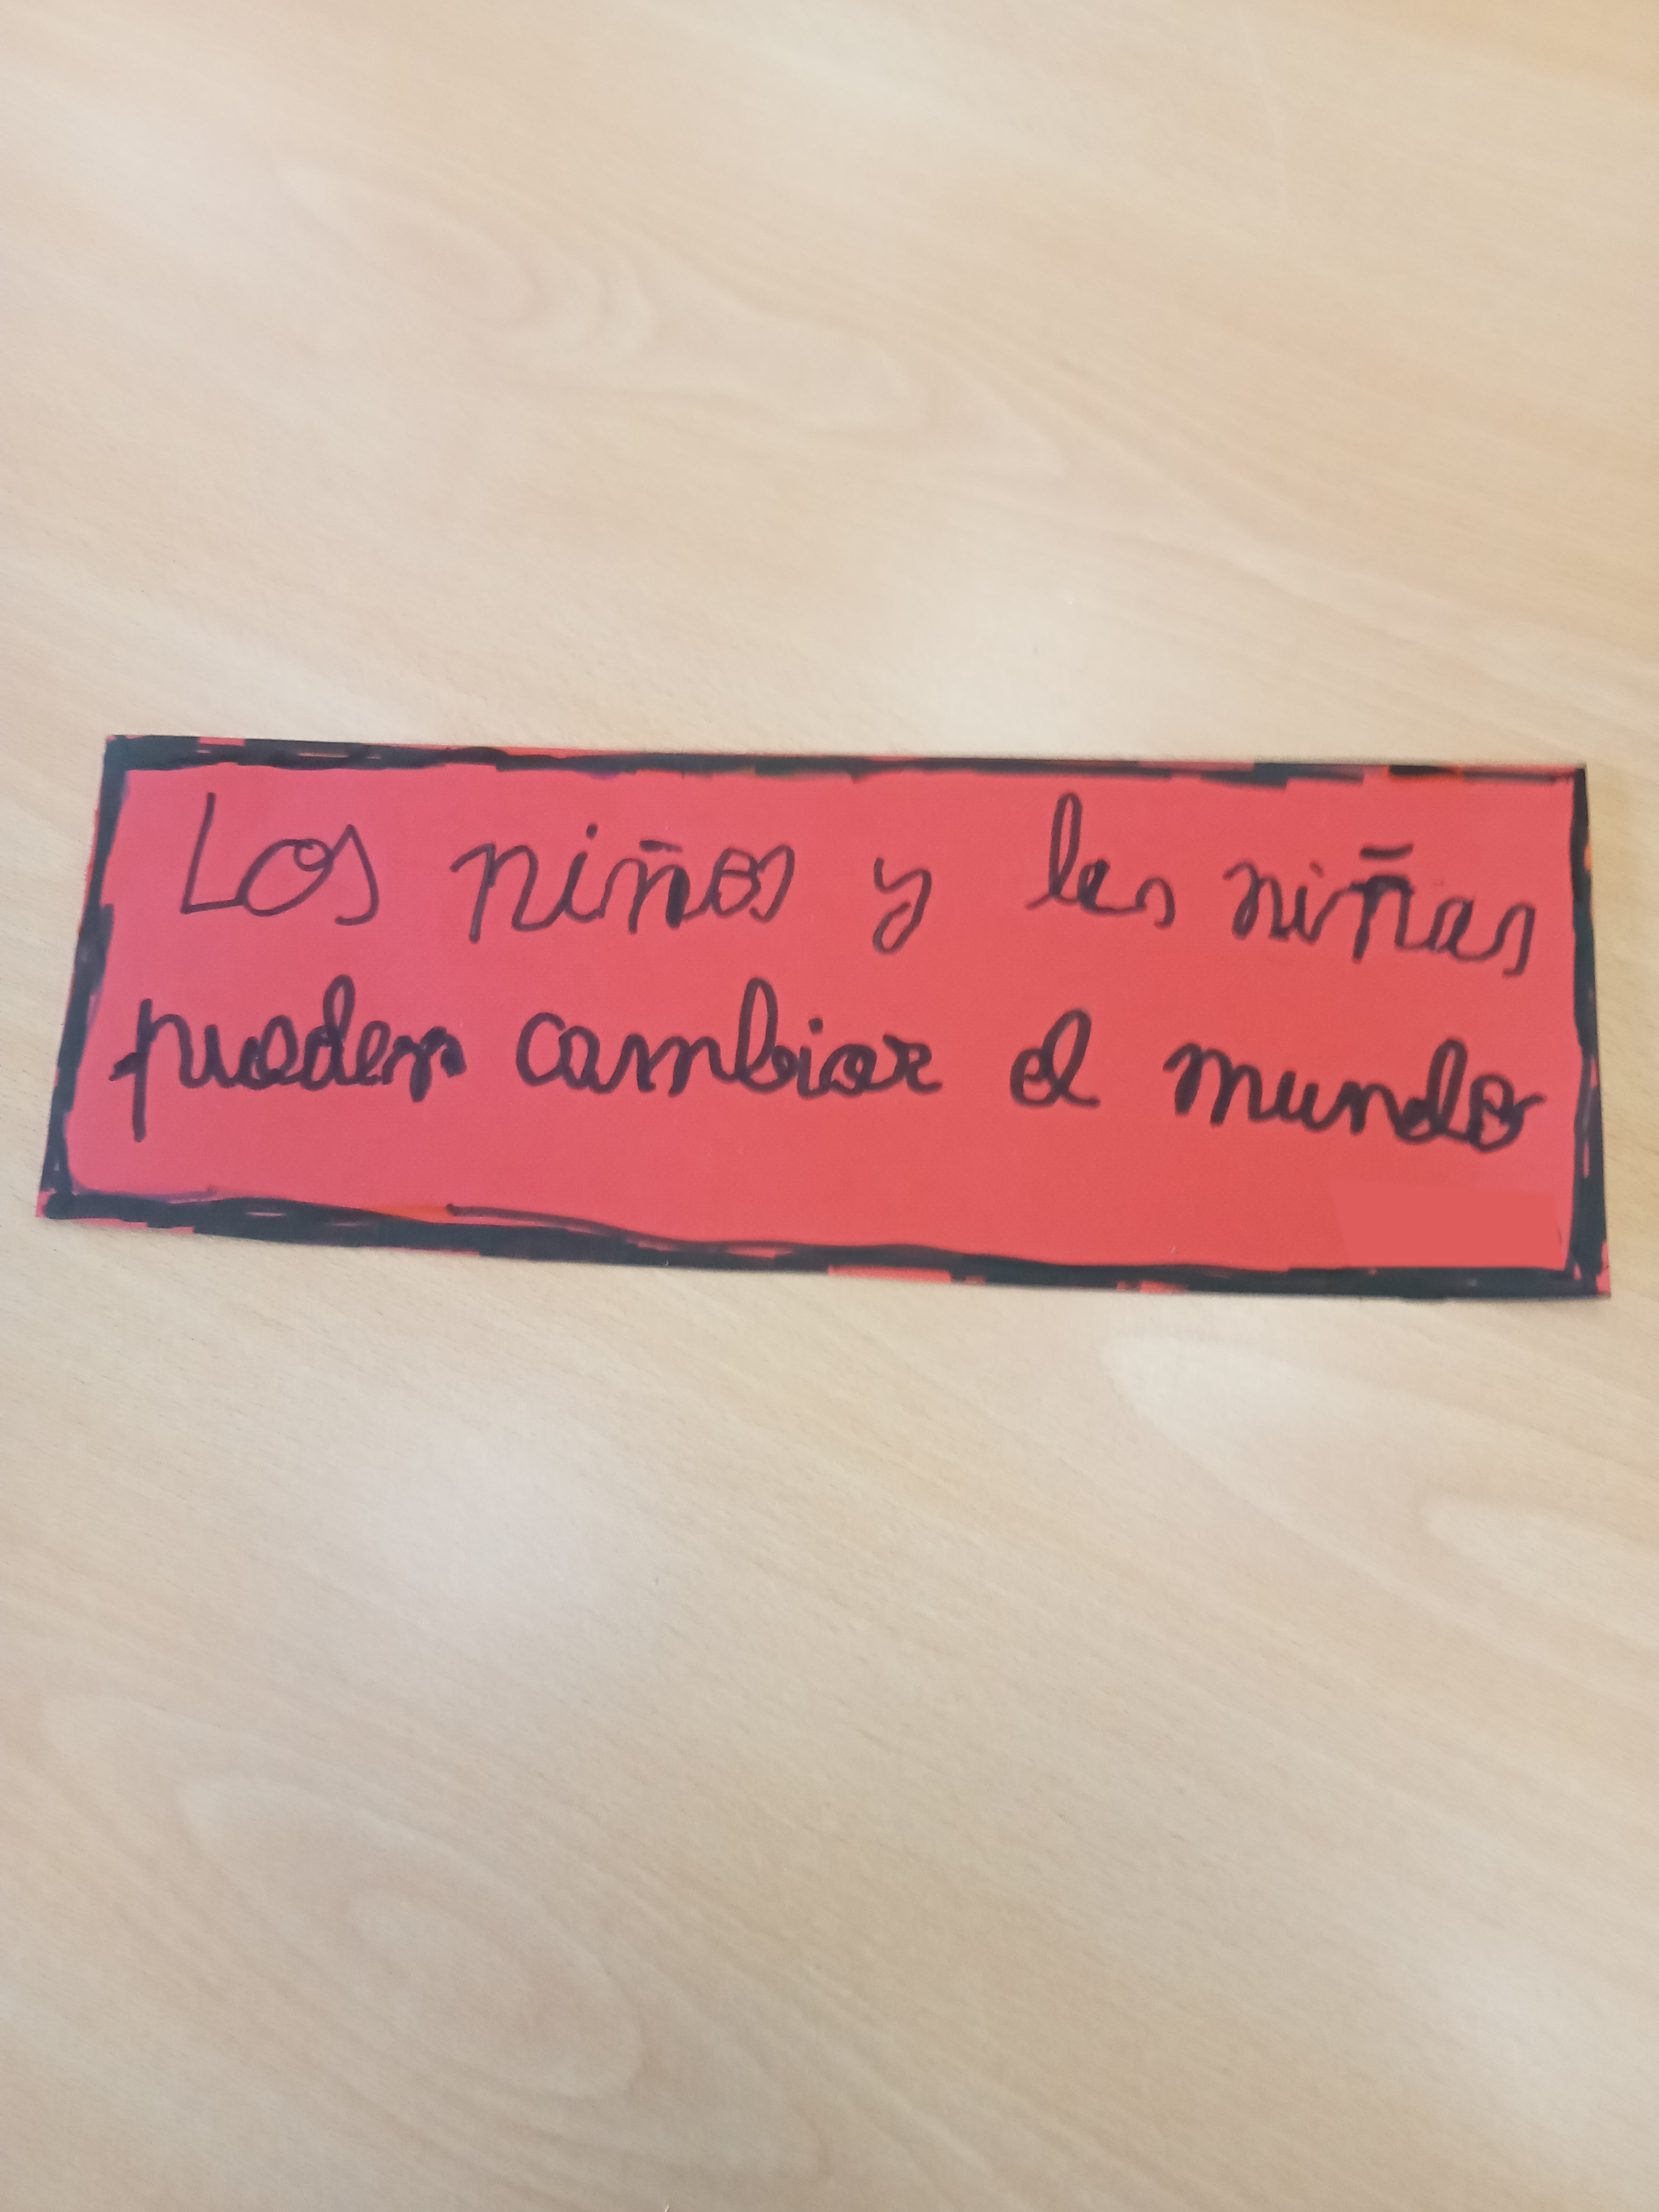 Los niños y las niñas
pueden cambiar el mundo